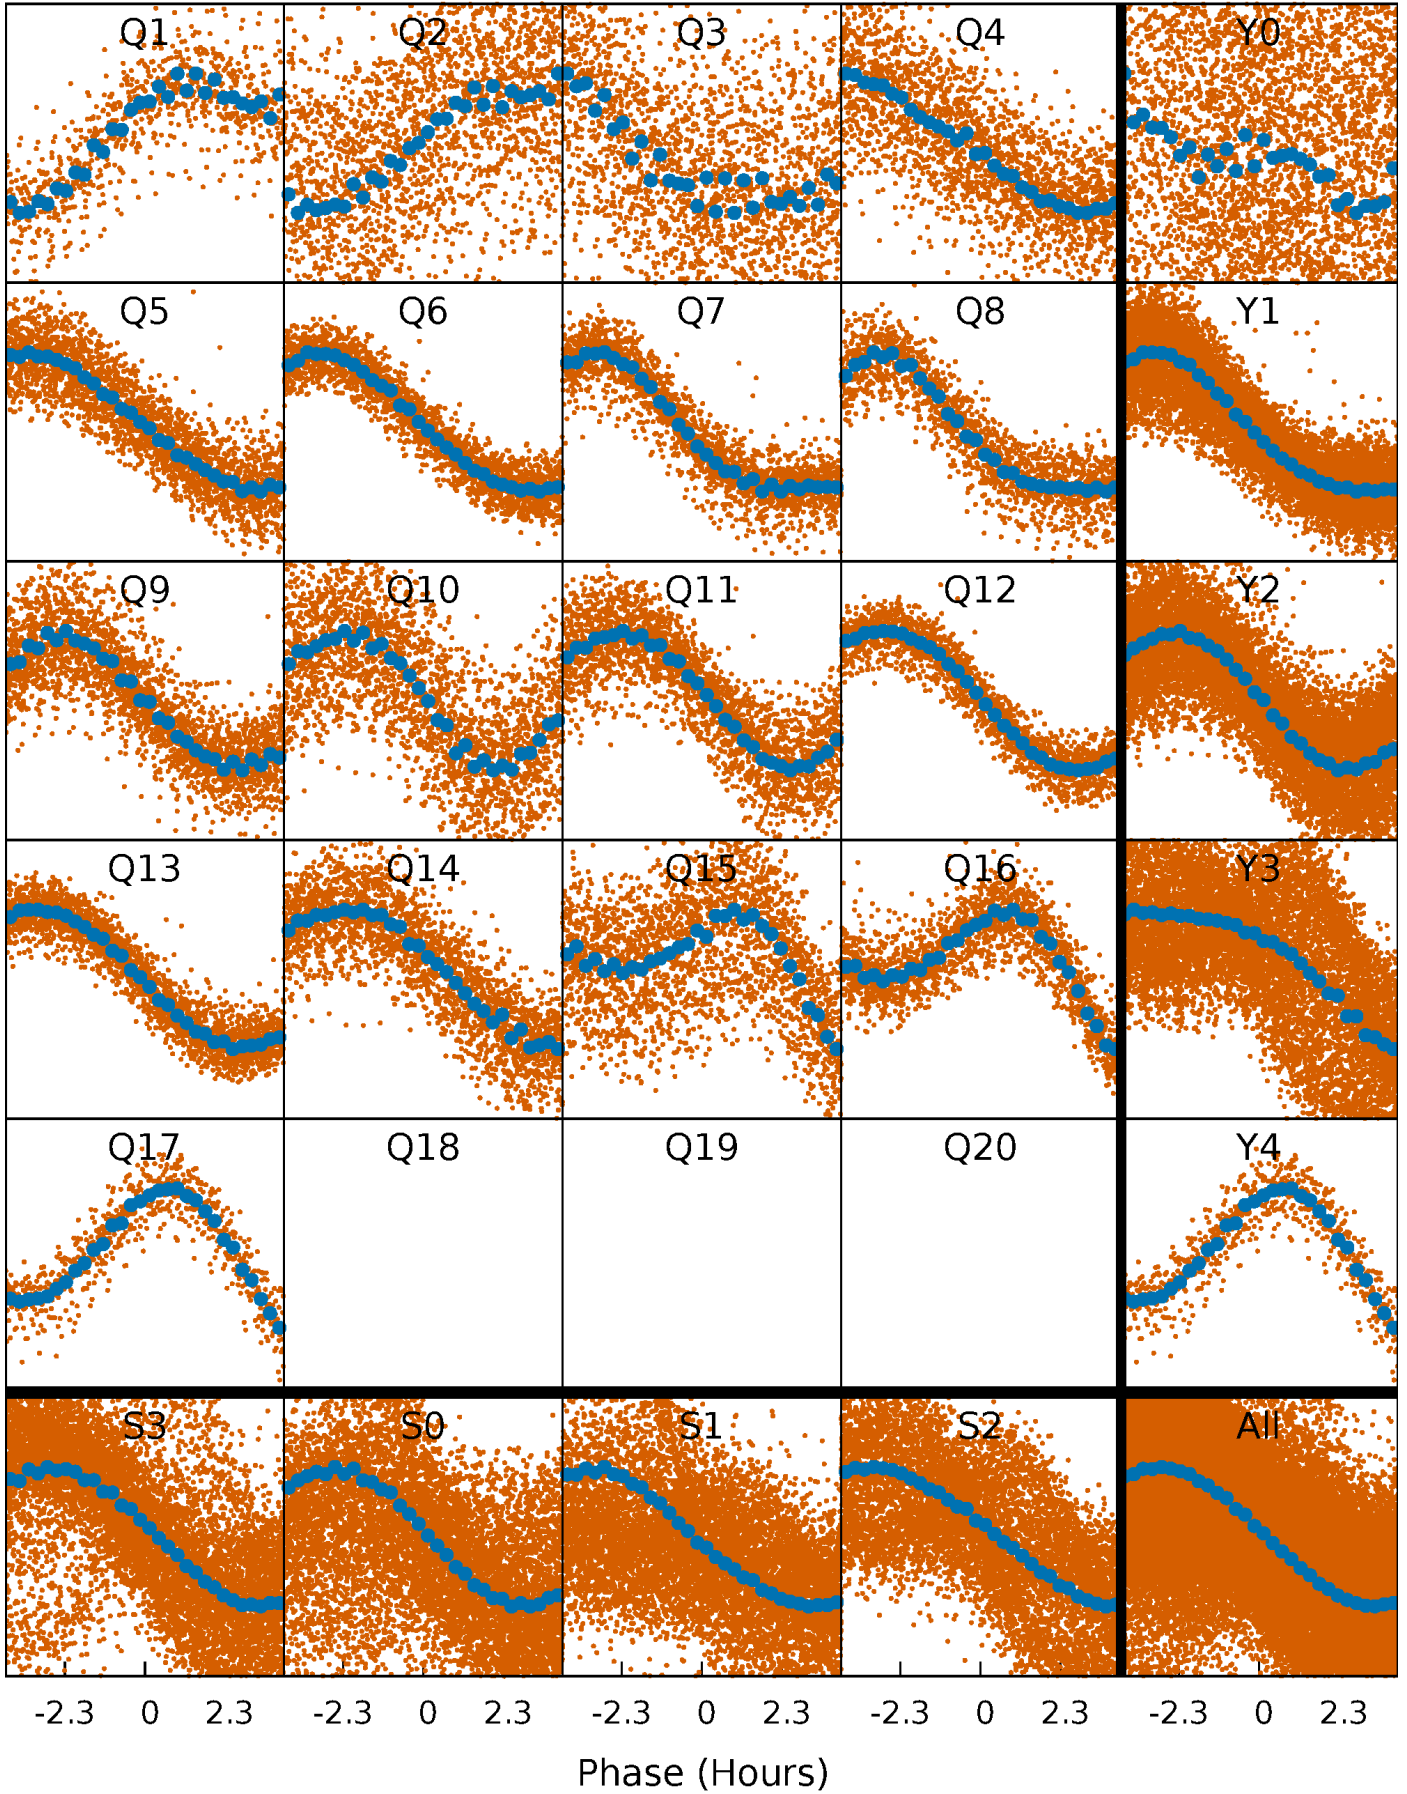 Q1 Q2 Q3 Q4 Y0
Q5 Q6 Q7 Q8 Y1
Q9 Q10 Q11 Q12 Y2
Q13 Q14 Q15 Q16 Y3
Q17 Q18 Q19 Q20 Y4
S3 S0 S1 S2 All
-2.3 0 2.3 -2.3 0 2.3 -2.3 0 2.3 -2.3 0 2.3 -2.3 0 2.3
Phase (Hours)